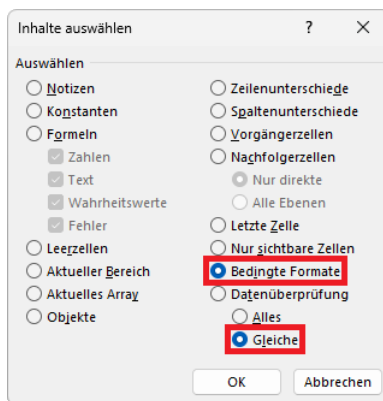 Inhalte auswählen ? ✕
Auswählen
Notizen
Konstanten
Formeln
Zahlen
Text
Wahrheitswerte
Fehler
Leerzellen
Aktueller Bereich
Aktuelles Array
Objekte
Zeilenunterschiede
Spaltenunterschiede
Vorgängerzellen
Nachfolgerzellen
Nur direkte
Alle Ebenen
Letzte Zelle
Nur sichtbare Zellen
Bedingte Formate
Datenüberprüfung
Alles
Gleiche
OK Abbrechen